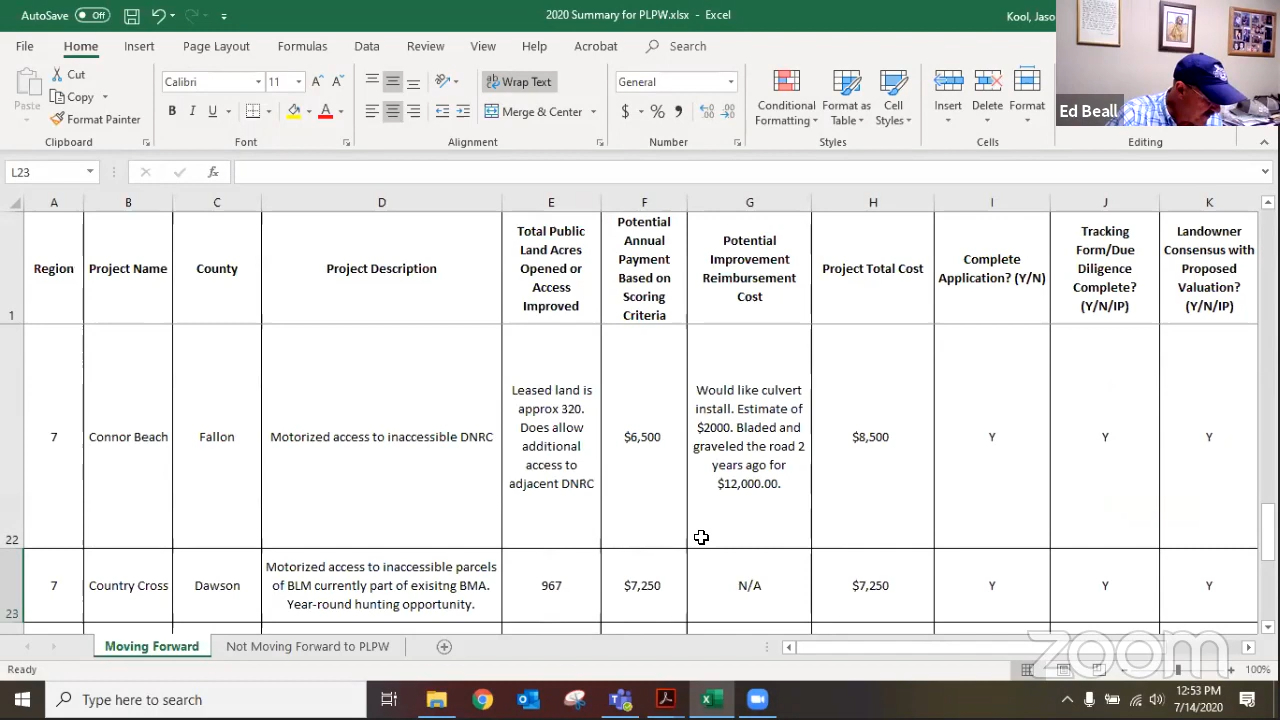 AutoSave Off
2020 Summary for PLPW.xlsx - Excel
Kool, Jaso
File Home Insert Page Layout Formulas Data Review View Help Acrobat Search
Paste
Cut
Copy
Format Painter
Clipboard
Calibri 11
B I U
Font
Wrap Text
Merge & Center
Alignment
General
$ % ,
Number
Conditional Formatting
Format as Table
Cell Styles
Styles
Insert Delete Format
Cells
Editing
Ed Beall
L23
fx
A B C D E F G H I J K
1
Region
Project Name
County
Project Description
Total Public
Land Acres
Opened or
Access
Improved
Potential
Annual
Payment
Based on
Scoring
Criteria
Potential
Improvement
Reimbursement
Cost
Project Total Cost
Complete
Application? (Y/N)
Tracking
Form/Due
Diligence
Complete?
(Y/N/IP)
Landowner
Consensus with
Proposed
Valuation?
(Y/N/IP)
22
7
Connor Beach
Fallon
Motorized access to inaccessible DNRC
Leased land is
approx 320.
Does allow
additional
access to
adjacent DNRC
$6,500
Would like culvert
install. Estimate of
$2000. Bladed and
graveled the road 2
years ago for
$12,000.00.
$8,500
Y
Y
Y
23
7
Country Cross
Dawson
Motorized access to inaccessible parcels
of BLM currently part of exisitng BMA.
Year-round hunting opportunity.
967
$7,250
N/A
$7,250
Y
Y
Y
Moving Forward
Not Moving Forward to PLPW
Ready
100%
zoom
Type here to search
12:53 PM
7/14/2020